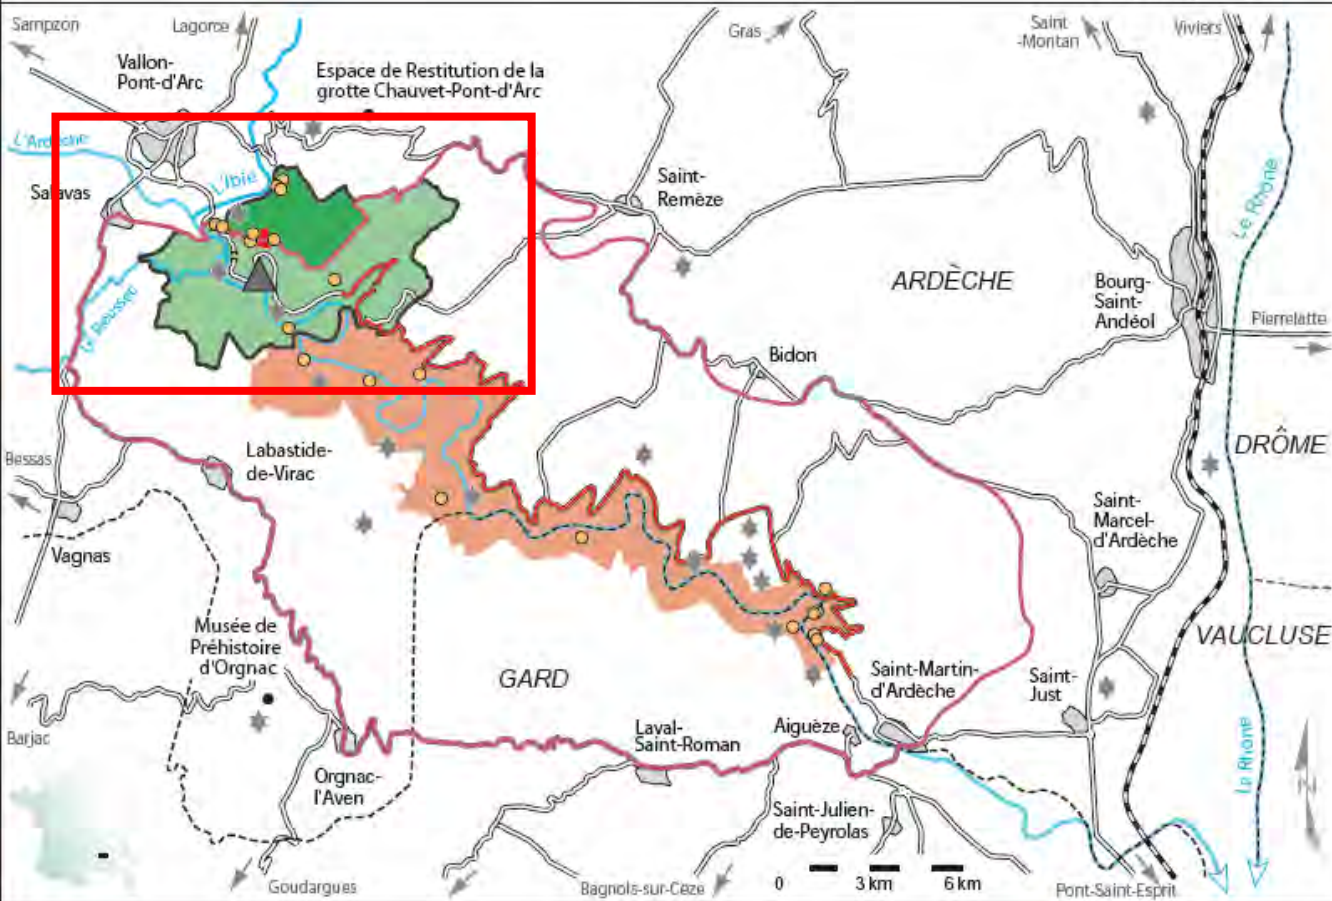 Sampzon
Lagorce
Gras
Saint
-Montan
Viviers
Vallon-
Pont-d'Arc
Espace de Restitution de la
grotte Chauvet-Pont-d'Arc
L'Ardèche
L'Ibie
Salavas
Saint-
Remèze
Le Rhône
ARDÈCHE
Bourg-
Saint-
Andéol
Pierrelatte
Le Rieussec
Bidon
Labastide-
de-Virac
DRÔME
Bessas
Saint-
Marcel-
d'Ardèche
Vagnas
Musée de
Préhistoire
d'Orgnac
VAUCLUSE
GARD
Saint-Martin-
d'Ardèche
Saint-
Just
Barjac
Laval-
Saint-Roman
Aiguèze
Le Rhône
N
Orgnac-
l'Aven
Saint-Julien-
de-Peyrolas
0 3 km 6 km
Goudargues
Bagnols-sur-Cèze
Pont-Saint-Esprit